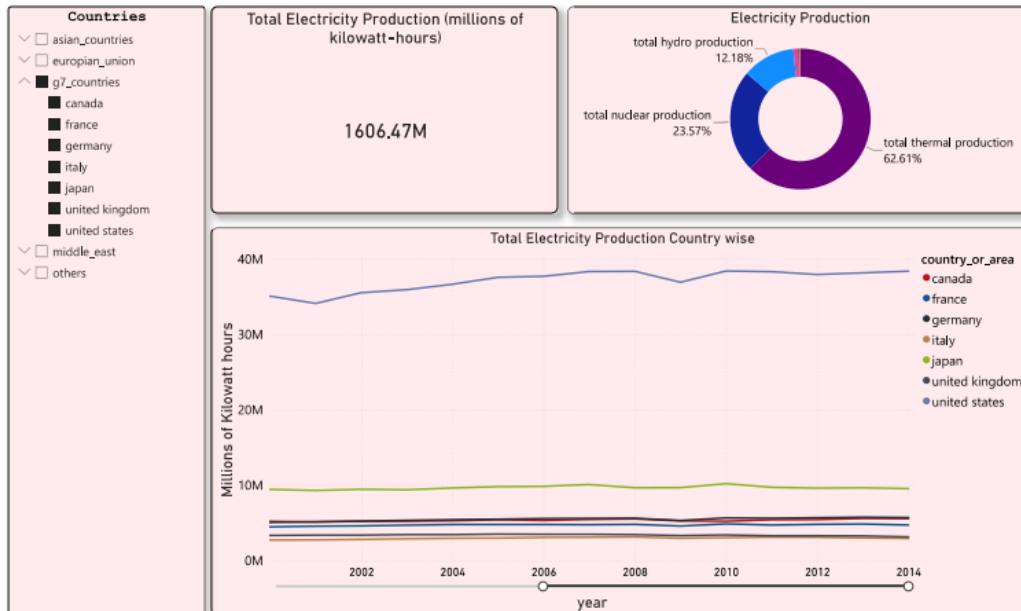 Countries
asian_countries
europian_union
g7_countries
canada
france
germany
italy
japan
united kingdom
united states
middle_east
others
Total Electricity Production (millions of
kilowatt-hours)
1606.47M
Electricity Production
total hydro production
12.18%
total nuclear production
23.57%
total thermal production
62.61%
Total Electricity Production Country wise
Millions of Kilowatt hours
40M
30M
20M
10M
0M
2002
2004
2006
2008
2010
2012
2014
year
country_or_area
canada
france
germany
italy
japan
united kingdom
united states